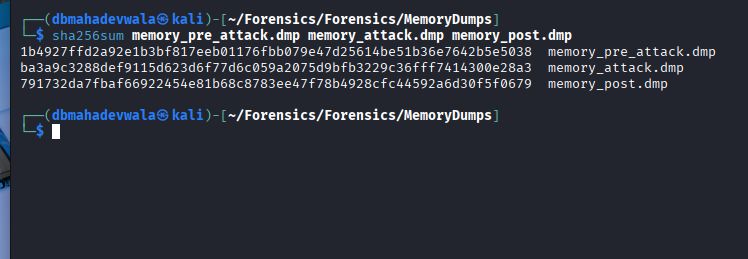 ┌──(dbmahadevwala㉿kali)-[~/Forensics/Forensics/MemoryDumps]
└─$ sha256sum memory_pre_attack.dmp memory_attack.dmp memory_post.dmp
1b4927ffd2a92e1b3bf817eeb01176fbb079e47d25614be51b36e7642b5e5038  memory_pre_attack.dmp
ba3a9c3288def9115d623d6f77d6c059a2075d9bfb3229c36fff7414300e28a3  memory_attack.dmp
791732da7fbaf66922454e81b68c8783ee47f78b4928cfc44592a6d30f5f0679  memory_post.dmp
┌──(dbmahadevwala㉿kali)-[~/Forensics/Forensics/MemoryDumps]
└─$